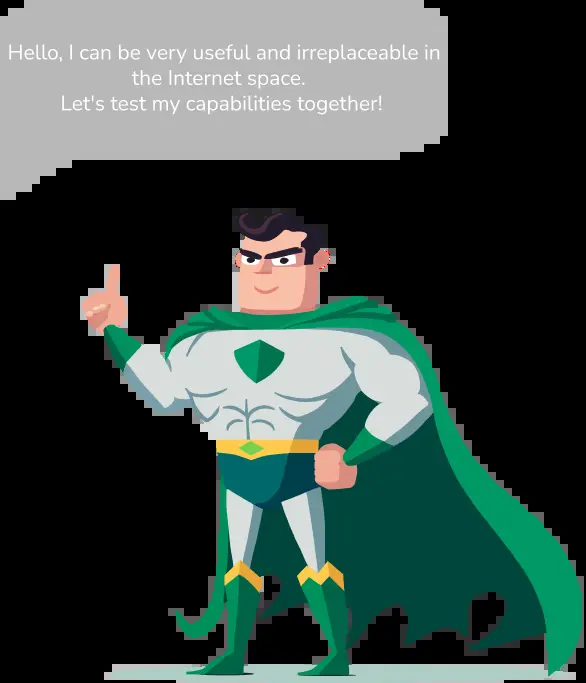 Hello, I can be very useful and irreplaceable in
the Internet space.
Let's test my capabilities together!